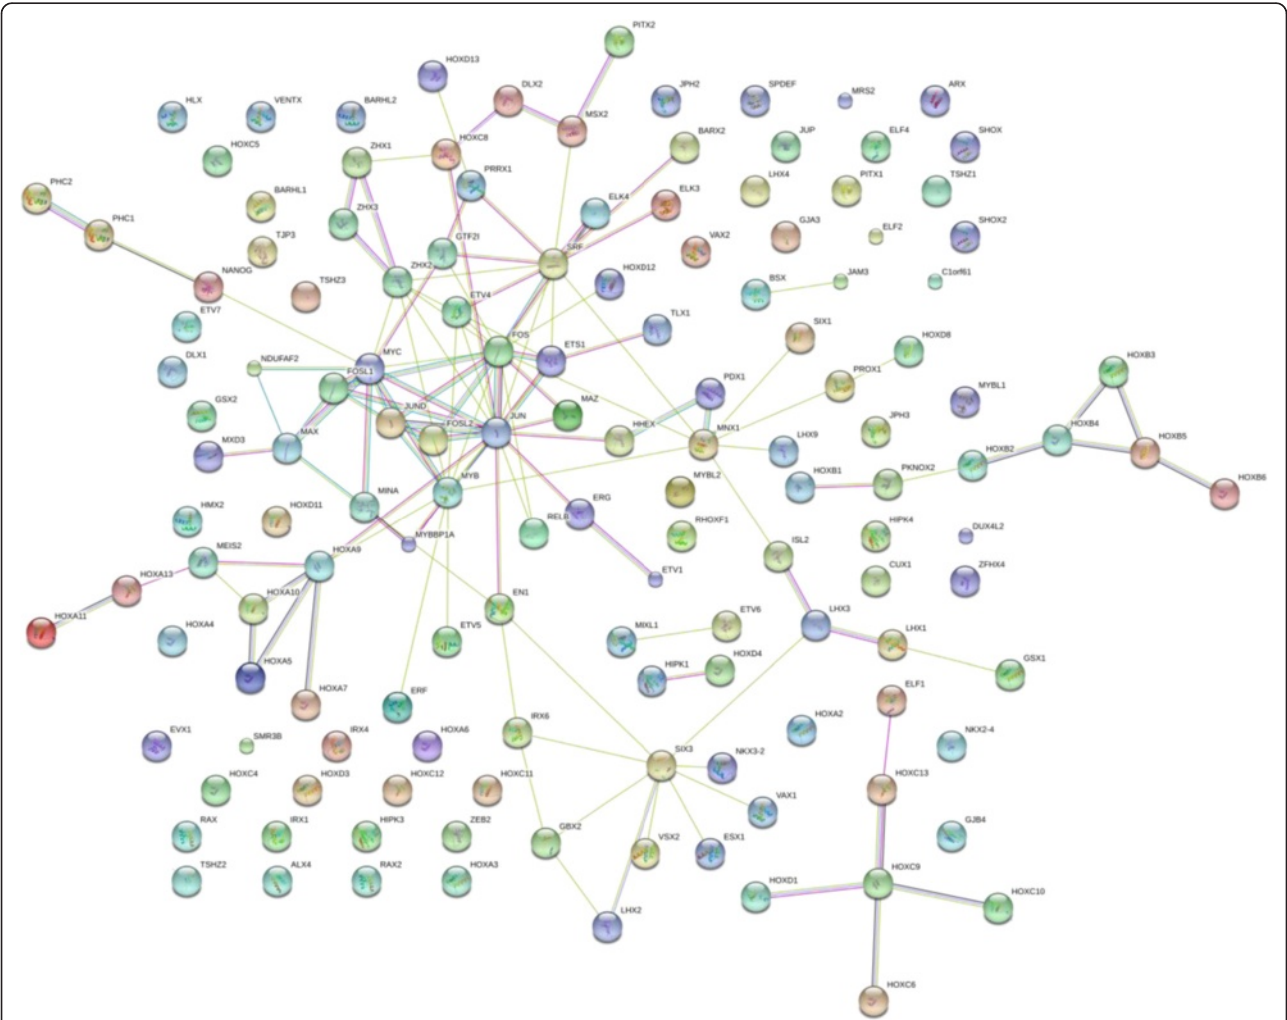 PITX2
HOXD13
DLX2
JPH2
SPDEF
MRS2
ARX
HLX
VENTX
BARHL2
MSX2
HOXC5
ZHX1
HOXC8
BARX2
JUP
ELF4
SHOX
PHC2
BARHL1
PRRX1
ELK4
ELK3
LHX4
PITX1
TSHZ1
PHC1
ZHX3
TJP3
GTF2I
SRF
VAX2
GJA3
ELF2
SHOX2
NANOG
TSHZ3
ZHX2
HOXD12
BSX
JAM3
C1orf61
ETV7
ETV4
TLX1
SIX1
HOXD8
DLX1
NDUFAF2
MYC
FOS
ETS1
HOXB3
FOSL1
PDX1
PROX1
MYBL1
GSX2
JUND
FOSL2
JUN
MAZ
HHEX
MNX1
JPH3
HOXB4
HOXB5
MXD3
MAX
LHX9
HOXB1
PKNOX2
HOXB2
HOXB6
MYB
MYBL2
HMX2
HOXD11
MINA
MYBBP1A
RELB
ERG
RHOXF1
HIPK4
DUX4L2
MEIS2
HOXA9
ETV1
ISL2
CUX1
ZFHX4
HOXA13
HOXA10
EN1
HOXA11
HOXA4
ETV5
MIXL1
ETV6
LHX3
LHX1
HOXA5
HIPK1
HOXD4
GSX1
HOXA7
ERF
ELF1
EVX1
SMR3B
IRX4
HOXA6
IRX6
HOXA2
NKX2-4
SIX3
NKX3-2
HOXC4
HOXD3
HOXC12
HOXC11
HOXC13
VAX1
RAX
IRX1
HIPK3
ZEB2
GBX2
VSX2
ESX1
GJB4
TSHZ2
ALX4
RAX2
HOXA3
HOXD1
HOXC9
HOXC10
LHX2
HOXC6